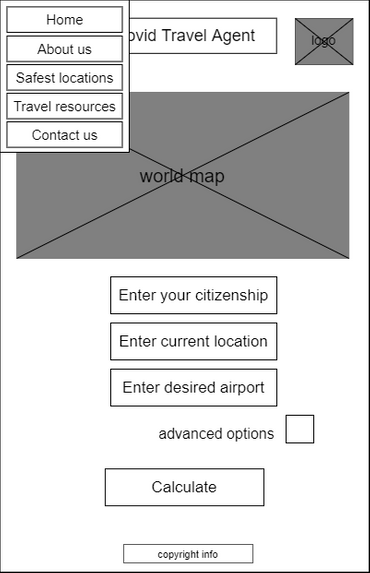 Home
About us
Safest locations
Travel resources
Contact us
ovid Travel Agent
logo
world map
Enter your citizenship
Enter current location
Enter desired airport
advanced options
Calculate
copyright info